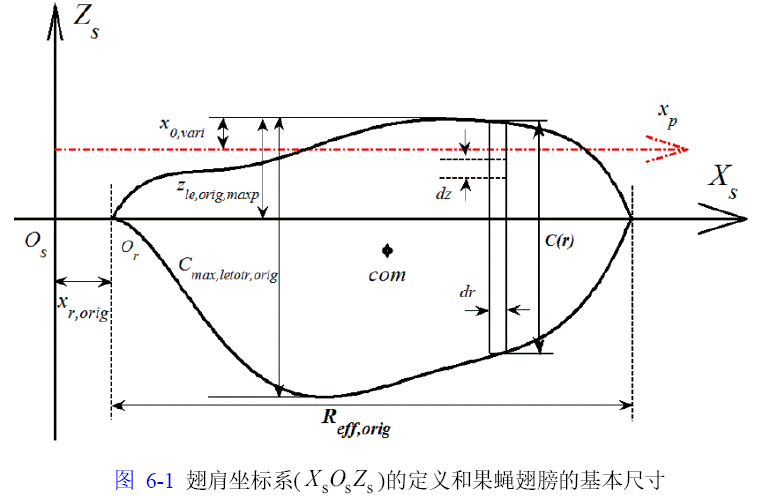 Z_s
x_{0,vari}
x_p
z_{le,orig,maxp}
dz
X_s
O_s
O_r
C_{max,letotr,orig}
com
C(r)
x_{r,orig}
dr
R_{eff,orig}
图 6-1 翅肩坐标系(X_sO_sZ_s)的定义和果蝇翅膀的基本尺寸